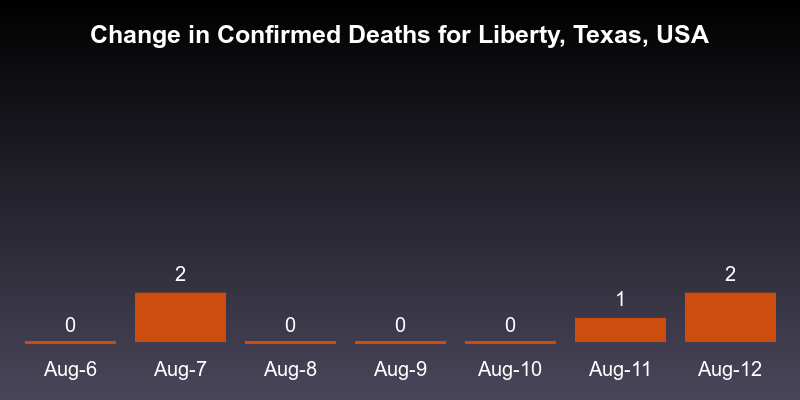 Change in Confirmed Deaths for Liberty, Texas, USA
0 2 0 0 0 1 2
Aug-6 Aug-7 Aug-8 Aug-9 Aug-10 Aug-11 Aug-12